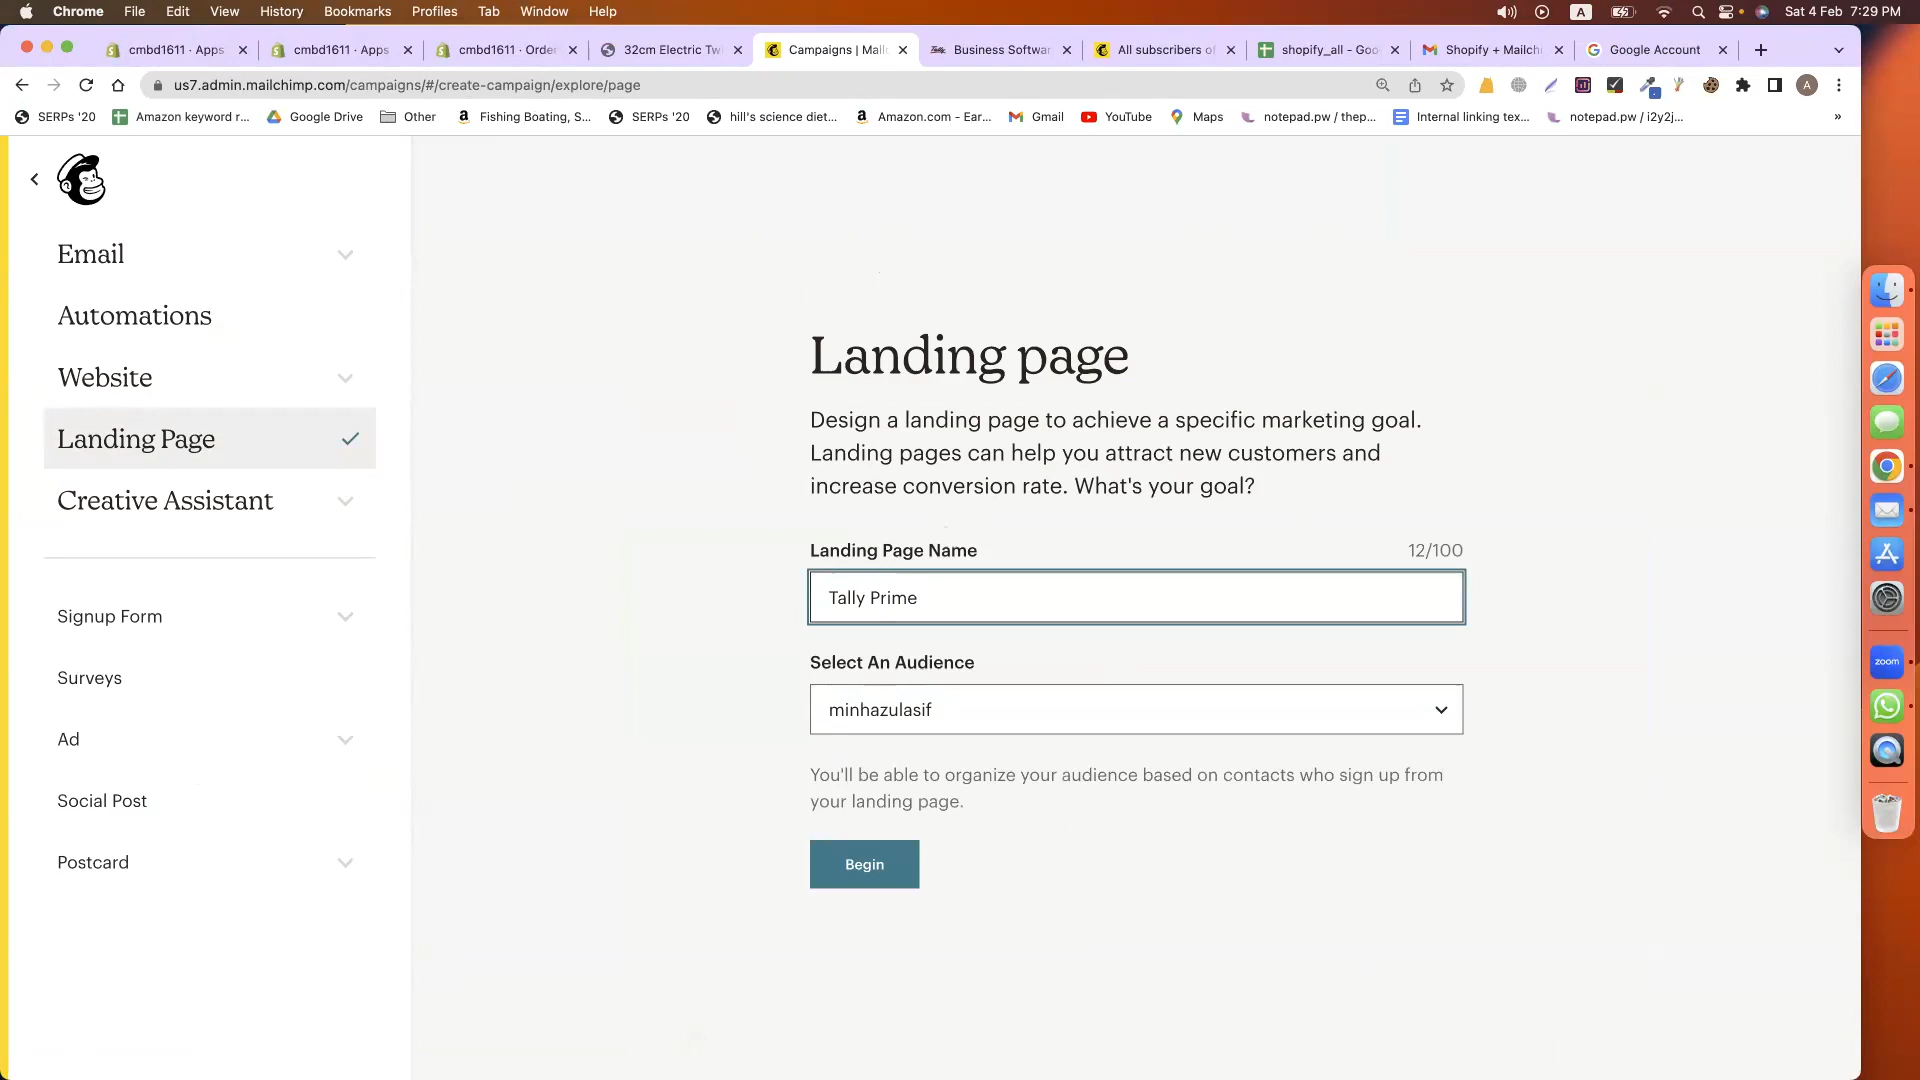 Chrome File Edit View History Bookmarks Profiles Tab Window Help A Sat 4 Feb 7:29 PM
cmbd1611 · Apps cmbd1611 · Apps cmbd1611 · Order 32cm Electric Tw Campaigns | Mail Business Softwar All subscribers o shopify_all - Goo Shopify + Mailch Google Account
us7.admin.mailchimp.com/campaigns/#/create-campaign/explore/page A
SERPs '20 Amazon keyword r... Google Drive Other Fishing Boating, S... SERPs '20 hill's science diet... Amazon.com - Ear... Gmail YouTube Maps notepad.pw / thep... Internal linking tex... notepad.pw / i2y2j... »
Email
Automations
Website
Landing Page
Creative Assistant
Signup Form
Surveys
Ad
Social Post
Postcard
Landing page
Design a landing page to achieve a specific marketing goal.
Landing pages can help you attract new customers and
increase conversion rate. What's your goal?
Landing Page Name 12/100
Tally Prime
Select An Audience
minhazulasif
You'll be able to organize your audience based on contacts who sign up from
your landing page.
Begin
zoom